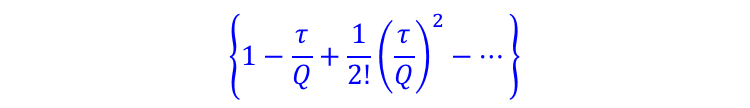 {1 − τ/Q + 1/2! (τ/Q)² − ⋯}